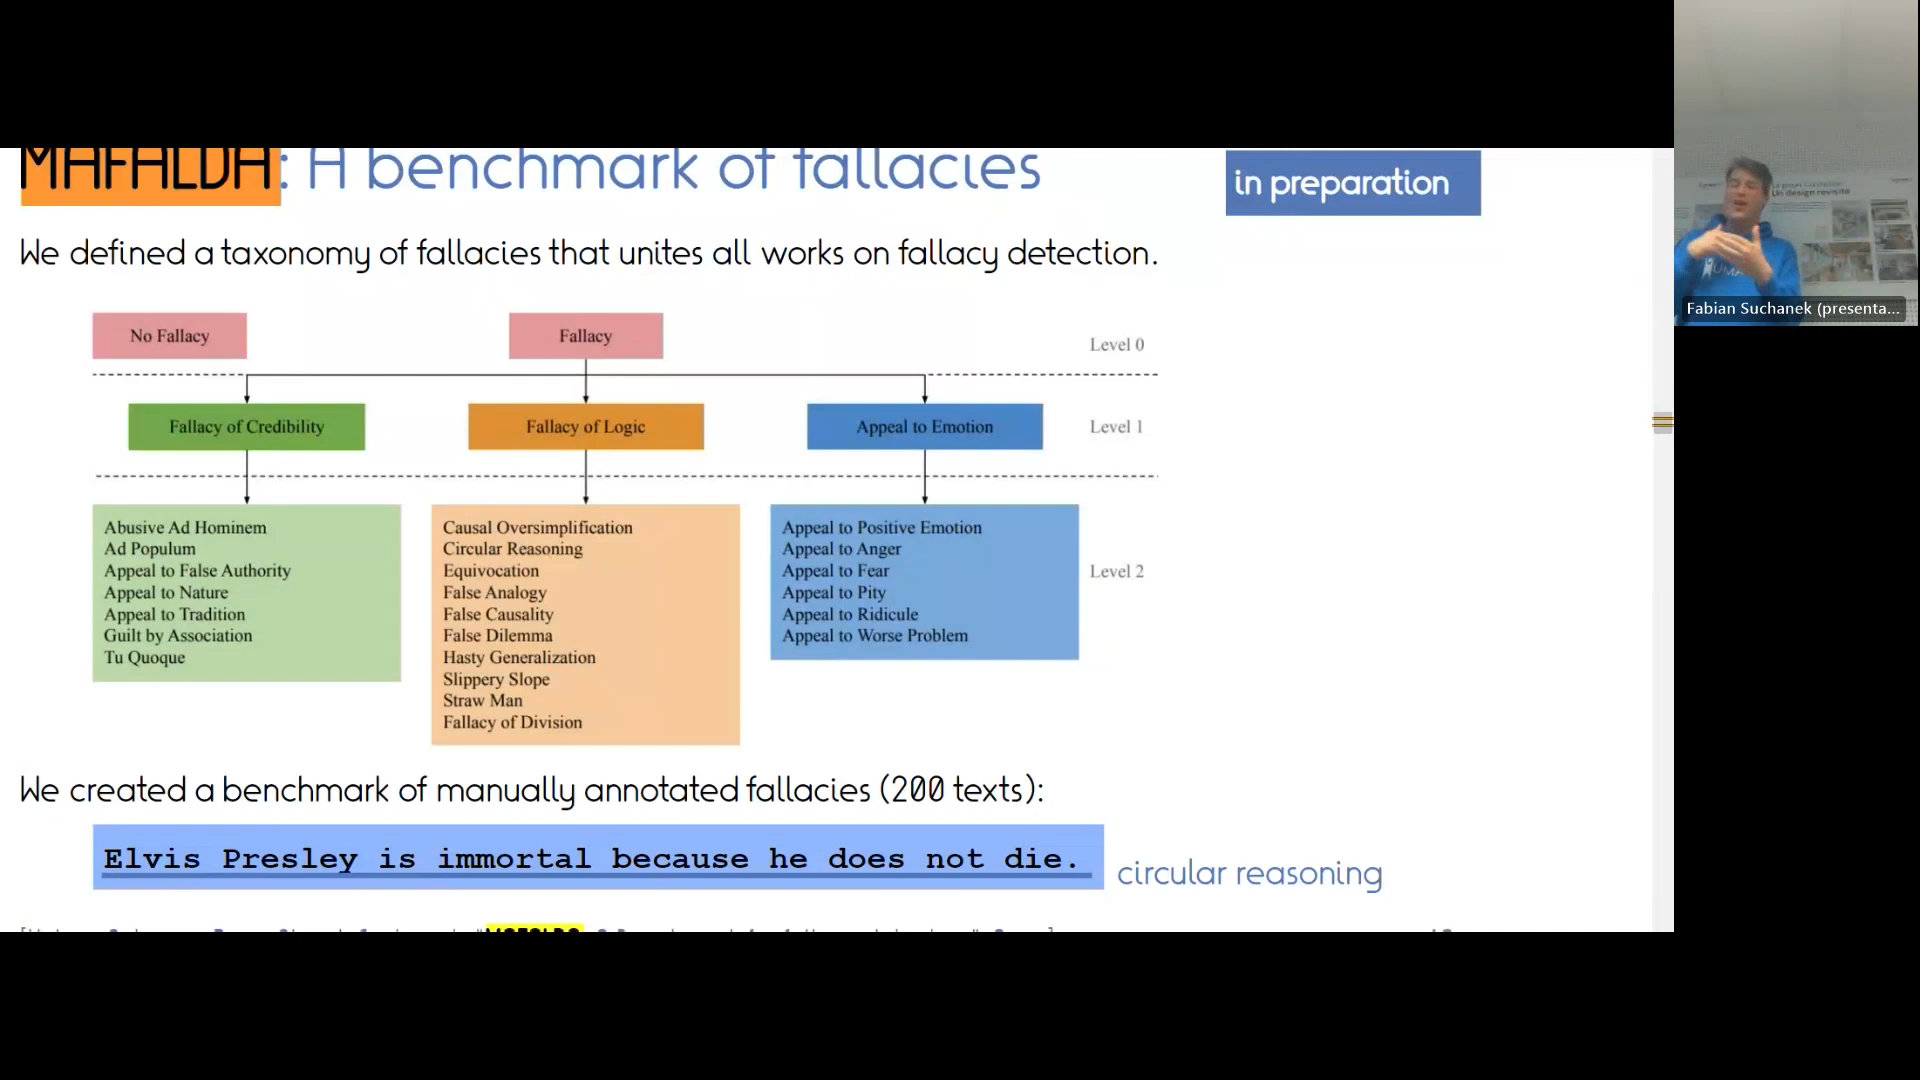 MAFALDA: A benchmark of fallacies
in preparation
We defined a taxonomy of fallacies that unites all works on fallacy detection.
No Fallacy
Fallacy
Level 0
Fallacy of Credibility
Fallacy of Logic
Appeal to Emotion
Level 1
Abusive Ad Hominem
Ad Populum
Appeal to False Authority
Appeal to Nature
Appeal to Tradition
Guilt by Association
Tu Quoque
Causal Oversimplification
Circular Reasoning
Equivocation
False Analogy
False Causality
False Dilemma
Hasty Generalization
Slippery Slope
Straw Man
Fallacy of Division
Appeal to Positive Emotion
Appeal to Anger
Appeal to Fear
Appeal to Pity
Appeal to Ridicule
Appeal to Worse Problem
Level 2
We created a benchmark of manually annotated fallacies (200 texts):
Elvis Presley is immortal because he does not die.
circular reasoning
Un design revisité
Fabian Suchanek (presenta...